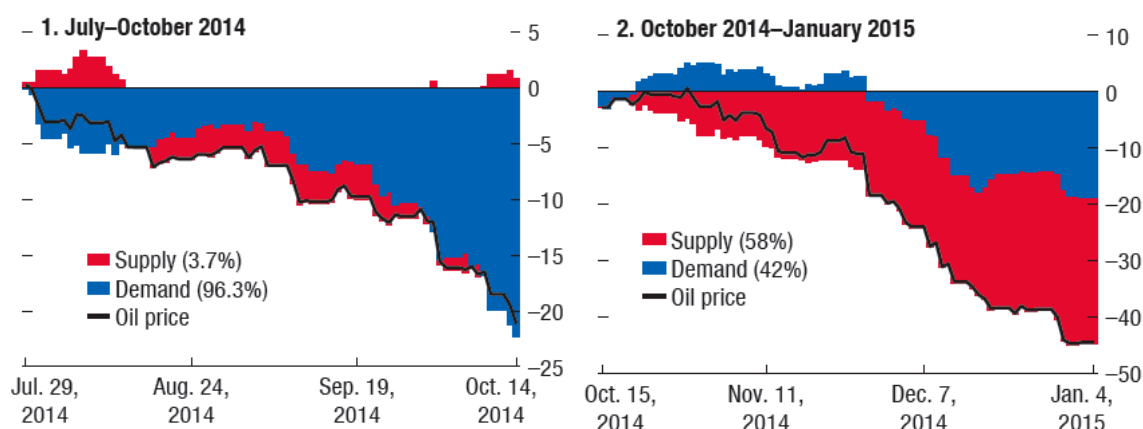 1. July–October 2014
5
0
–5
–10
–15
–20
–25
Supply (3.7%)
Demand (96.3%)
Oil price
Jul. 29,
2014
Aug. 24,
2014
Sep. 19,
2014
Oct. 14,
2014
2. October 2014–January 2015
10
0
–10
–20
–30
–40
–50
Supply (58%)
Demand (42%)
Oil price
Oct. 15,
2014
Nov. 11,
2014
Dec. 7,
2014
Jan. 4,
2015